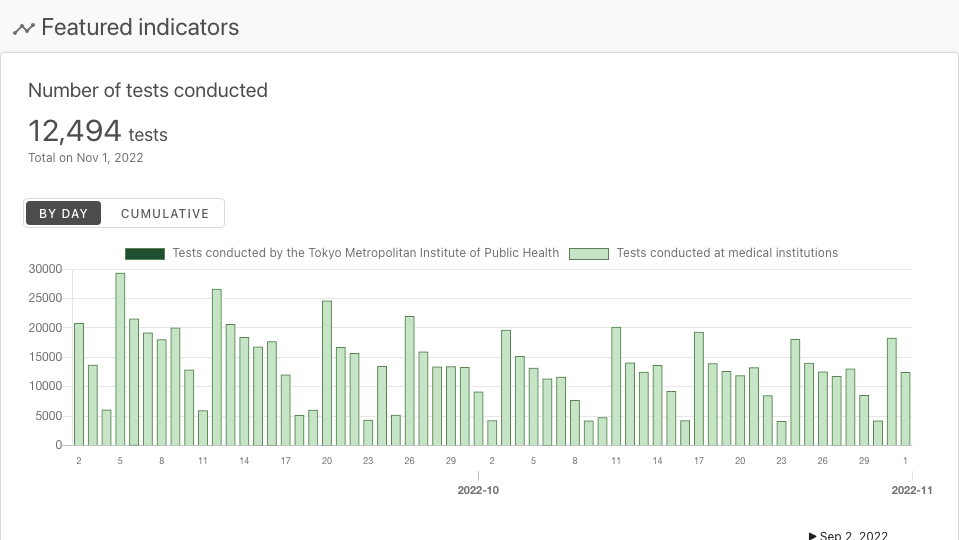 Featured indicators
Number of tests conducted
12,494 tests
Total on Nov 1, 2022
BY DAY CUMULATIVE
Tests conducted by the Tokyo Metropolitan Institute of Public Health Tests conducted at medical institutions
30000
25000
20000
15000
10000
5000
0
2 5 8 11 14 17 20 23 26 29 2 5 8 11 14 17 20 23 26 29 1
2022-10 2022-11
Sep 2, 2022